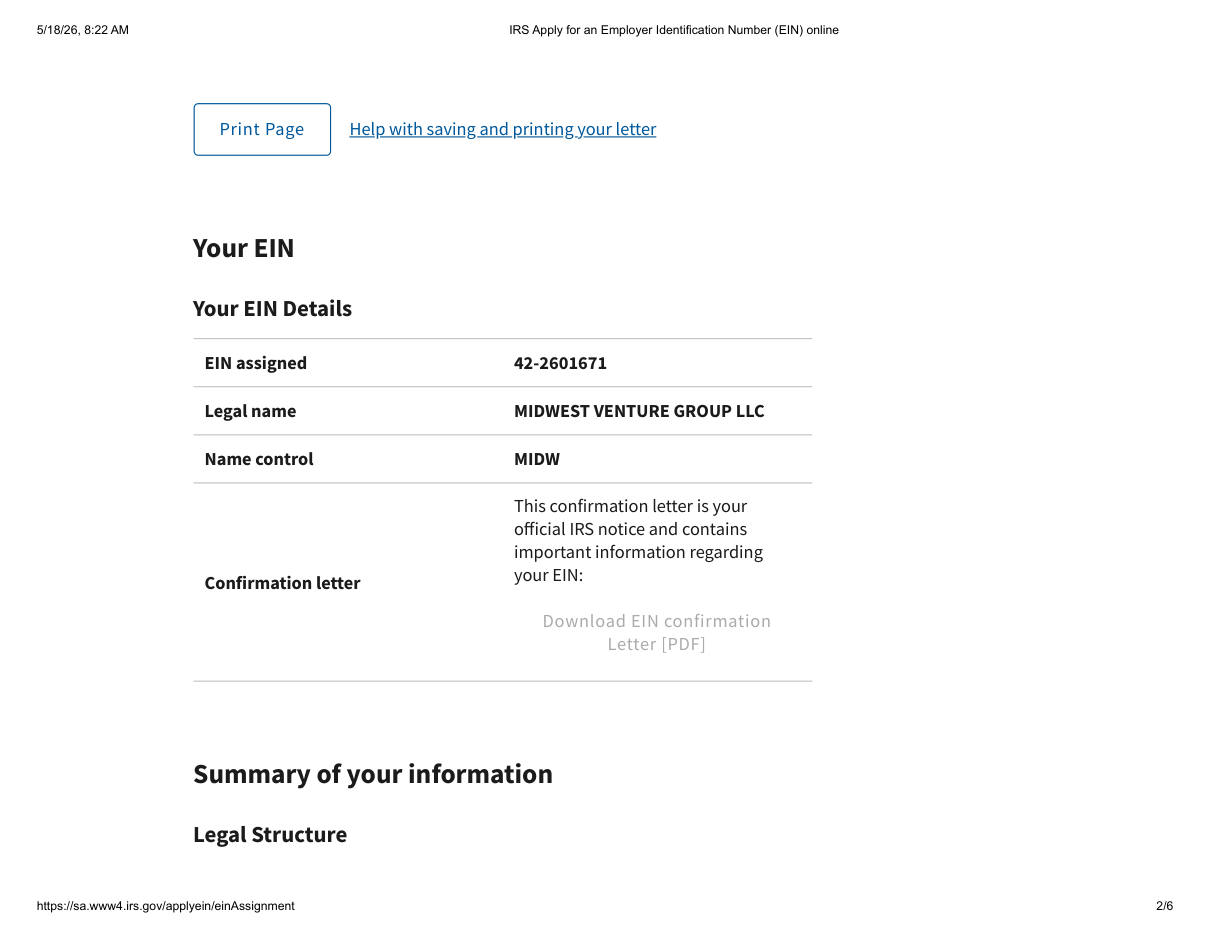 5/18/26, 8:22 AM
IRS Apply for an Employer Identification Number (EIN) online
Print Page
Help with saving and printing your letter
Your EIN
Your EIN Details
EIN assigned
42-2601671
Legal name
MIDWEST VENTURE GROUP LLC
Name control
MIDW
Confirmation letter
This confirmation letter is your
official IRS notice and contains
important information regarding
your EIN:
Download EIN confirmation
Letter [PDF]
Summary of your information
Legal Structure
https://sa.www4.irs.gov/applyein/einAssignment
2/6